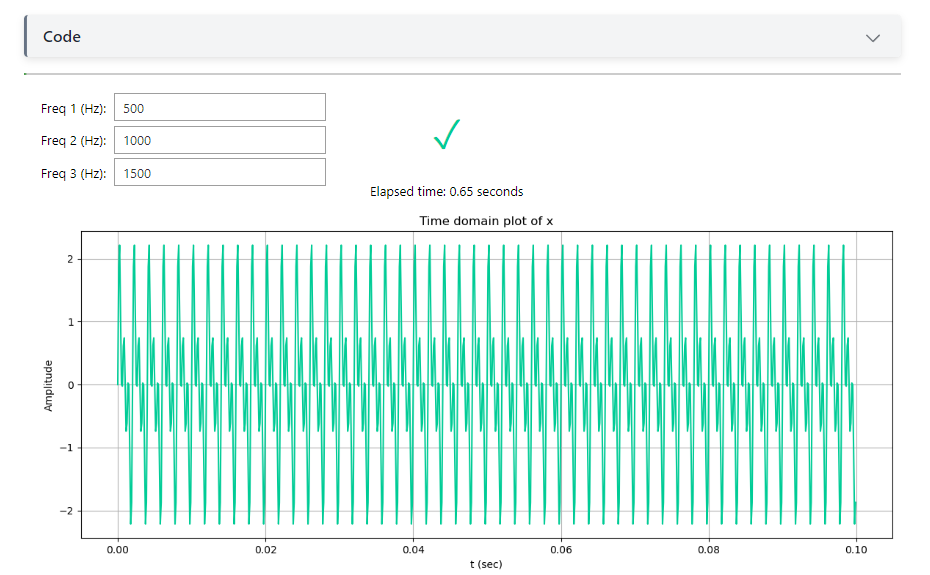 Code
Freq 1 (Hz): 500
Freq 2 (Hz): 1000
Freq 3 (Hz): 1500
Elapsed time: 0.65 seconds
Time domain plot of x
2
1
0
−1
−2
Amplitude
0.00 0.02 0.04 0.06 0.08 0.10
t (sec)